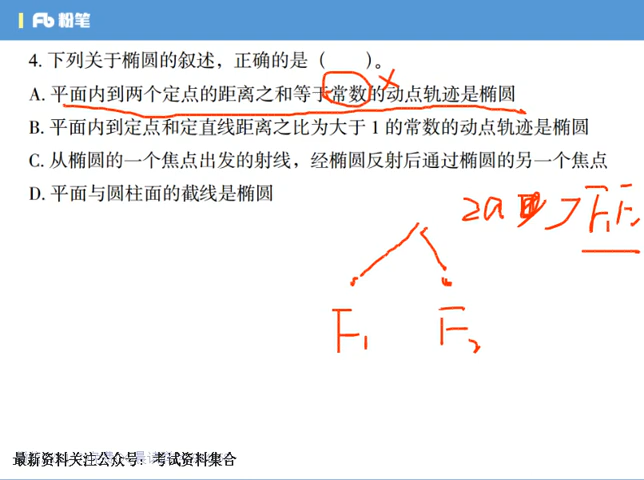 Fb 粉笔
4. 下列关于椭圆的叙述，正确的是（　　）。
A. 平面内到两个定点的距离之和等于常数的动点轨迹是椭圆
B. 平面内到定点和定直线距离之比为大于 1 的常数的动点轨迹是椭圆
C. 从椭圆的一个焦点出发的射线，经椭圆反射后通过椭圆的另一个焦点
D. 平面与圆柱面的截线是椭圆
2a > F₁F₂
F₁ F₂
最新资料关注公众号：考试资料集合